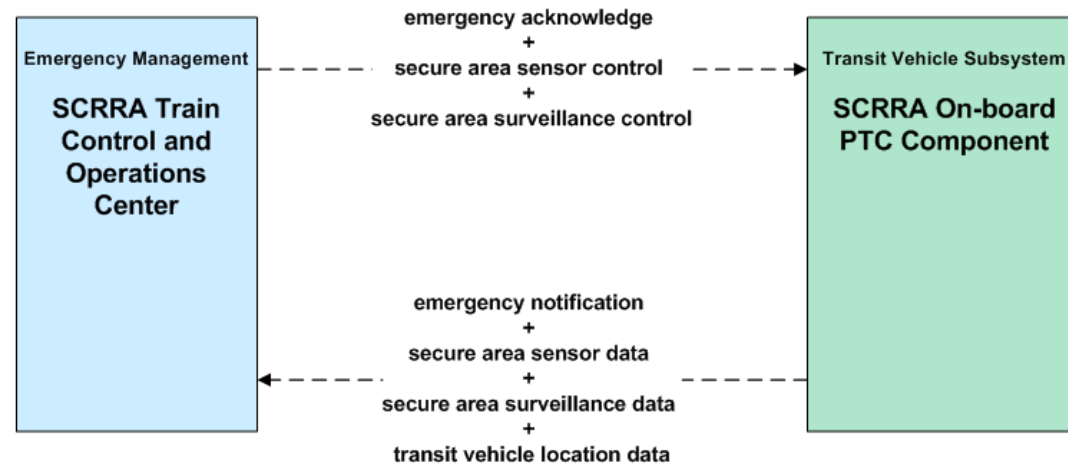 Emergency Management
SCRRA Train
Control and
Operations
Center
emergency acknowledge
+
secure area sensor control
+
secure area surveillance control
Transit Vehicle Subsystem
SCRRA On-board
PTC Component
emergency notification
+
secure area sensor data
+
secure area surveillance data
+
transit vehicle location data